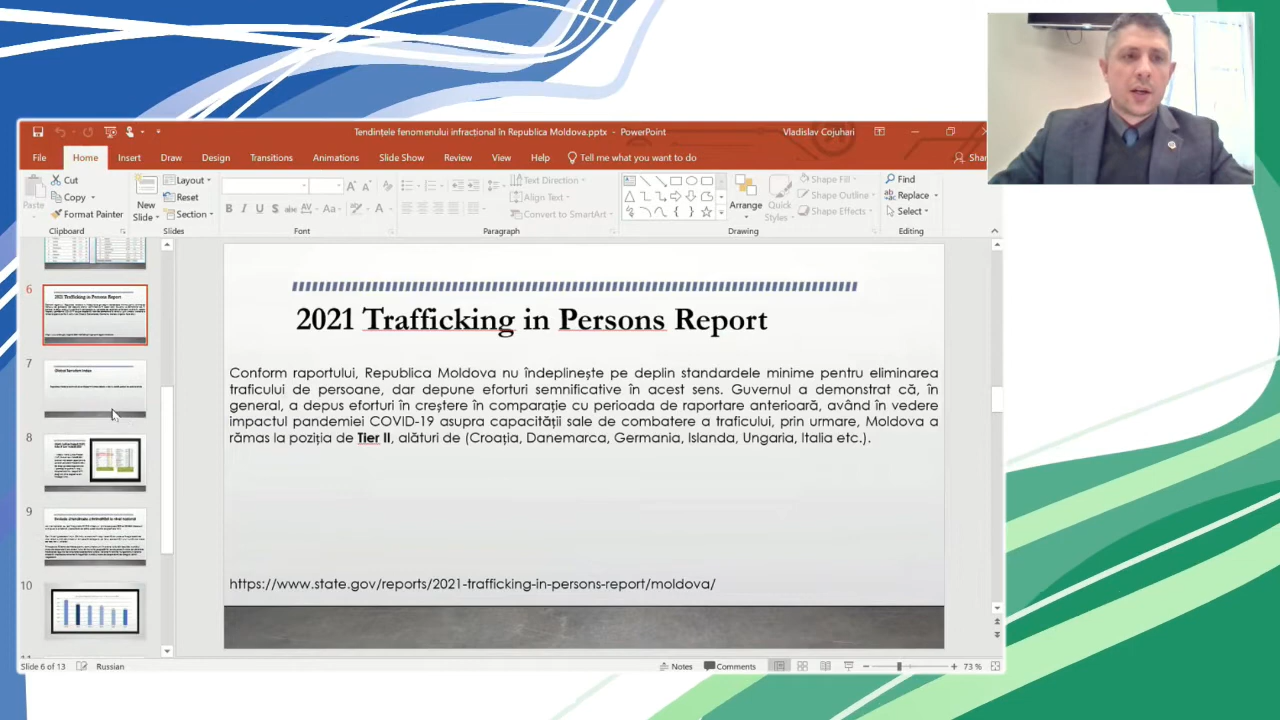 Tendințele fenomenului infracțional în Republica Moldova.pptx - PowerPoint
Vladislav Cojuhari
File Home Insert Draw Design Transitions Animations Slide Show Review View Help Tell me what you want to do
Paste
Cut
Copy
Format Painter
Clipboard
New
Slide
Layout
Reset
Section
Slides
B I U S abc AV Aa A
Font
Text Direction
Align Text
Convert to SmartArt
Paragraph
Arrange
Quick
Styles
Shape Fill
Shape Outline
Shape Effects
Drawing
Find
Replace
Select
Editing
6
2021 Trafficking in Persons Report
7
Global Terrorism Index
8
9
10
2021 Trafficking in Persons Report
Conform raportului, Republica Moldova nu îndeplinește pe deplin standardele minime pentru eliminarea
traficului de persoane, dar depune eforturi semnificative în acest sens. Guvernul a demonstrat că, în
general, a depus eforturi în creștere în comparație cu perioada de raportare anterioară, având în vedere
impactul pandemiei COVID-19 asupra capacității sale de combatere a traficului, prin urmare, Moldova a
rămas la poziția de Tier II, alături de (Croația, Danemarca, Germania, Islanda, Ungaria, Italia etc.).
https://www.state.gov/reports/2021-trafficking-in-persons-report/moldova/
Slide 6 of 13 Russian
Notes Comments 73 %